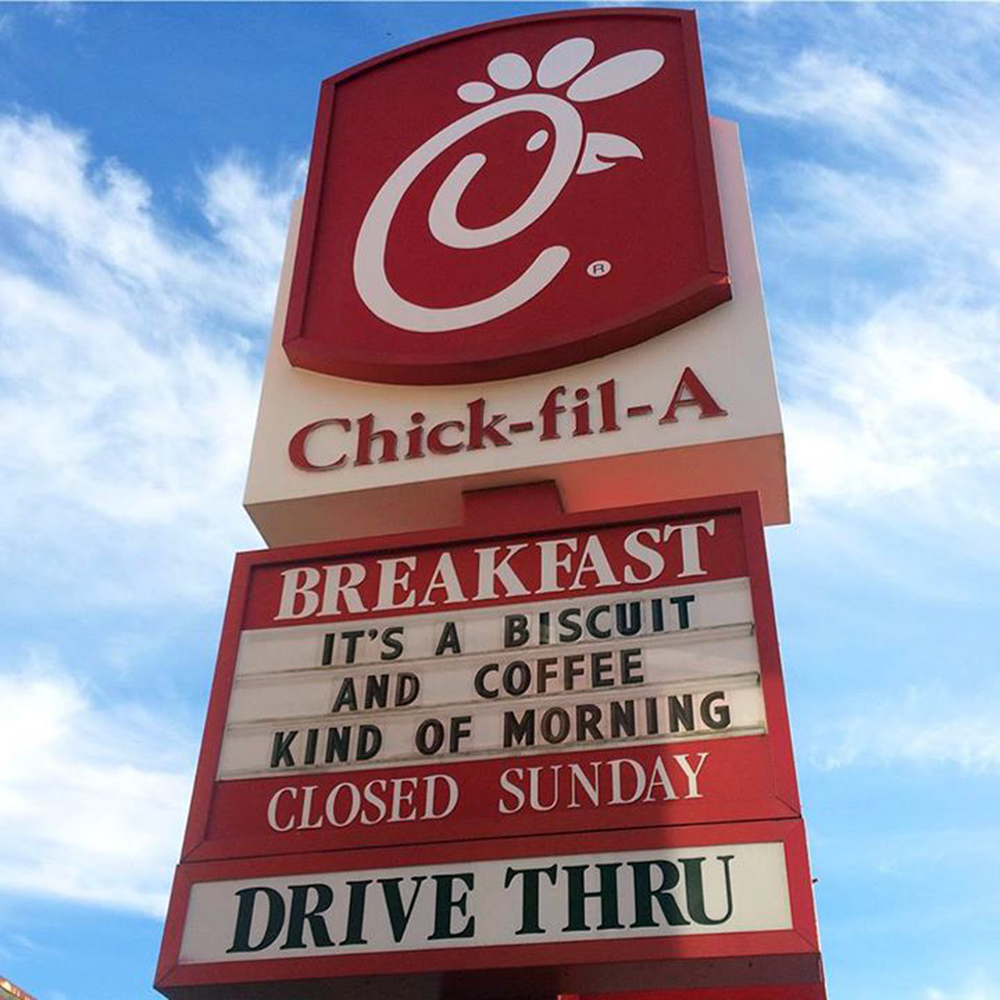 ®
Chick-fil-A
BREAKFAST
IT'S A BISCUIT
AND COFFEE
KIND OF MORNING
CLOSED SUNDAY
DRIVE THRU